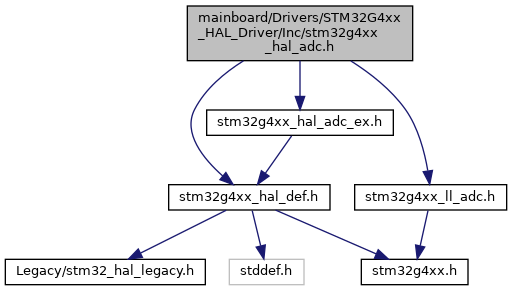 mainboard/Drivers/STM32G4xx
_HAL_Driver/Inc/stm32g4xx
_hal_adc.h
stm32g4xx_hal_adc_ex.h
stm32g4xx_hal_def.h
stm32g4xx_ll_adc.h
Legacy/stm32_hal_legacy.h
stddef.h
stm32g4xx.h